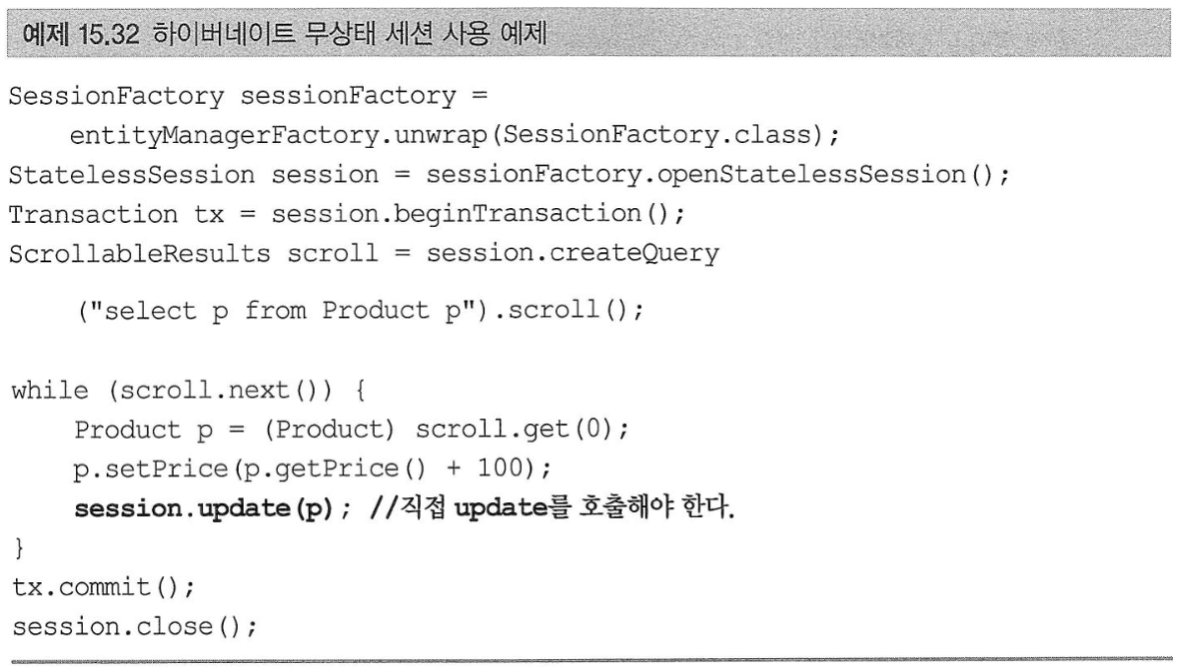 예제 15.32 하이버네이트 무상태 세션 사용 예제
SessionFactory sessionFactory =
    entityManagerFactory.unwrap(SessionFactory.class);
StatelessSession session = sessionFactory.openStatelessSession();
Transaction tx = session.beginTransaction();
ScrollableResults scroll = session.createQuery
    ("select p from Product p").scroll();
while (scroll.next()) {
    Product p = (Product) scroll.get(0);
    p.setPrice(p.getPrice() + 100);
    session.update(p); //직접 update를 호출해야 한다.
}
tx.commit();
session.close();